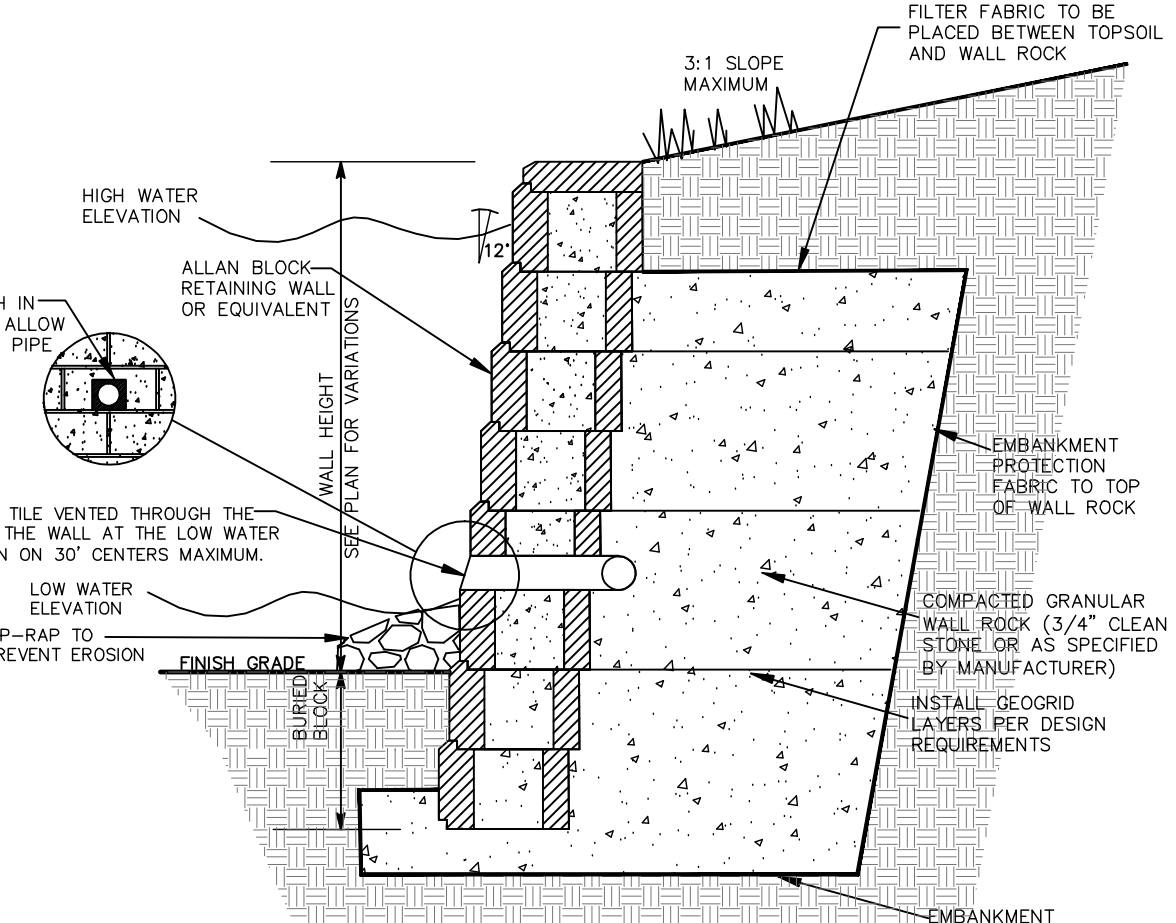 FILTER FABRIC TO BE
PLACED BETWEEN TOPSOIL
AND WALL ROCK
3:1 SLOPE
MAXIMUM
HIGH WATER
ELEVATION
12°
ALLAN BLOCK
RETAINING WALL
OR EQUIVALENT
H IN
ALLOW
PIPE
WALL HEIGHT
SEE PLAN FOR VARIATIONS
EMBANKMENT
PROTECTION
FABRIC TO TOP
OF WALL ROCK
TILE VENTED THROUGH THE
THE WALL AT THE LOW WATER
N ON 30' CENTERS MAXIMUM.
LOW WATER
ELEVATION
P-RAP TO
REVENT EROSION
COMPACTED GRANULAR
WALL ROCK (3/4" CLEAN
STONE OR AS SPECIFIED
BY MANUFACTURER)
FINISH GRADE
BURIED
BLOCK
INSTALL GEOGRID
LAYERS PER DESIGN
REQUIREMENTS
EMBANKMENT